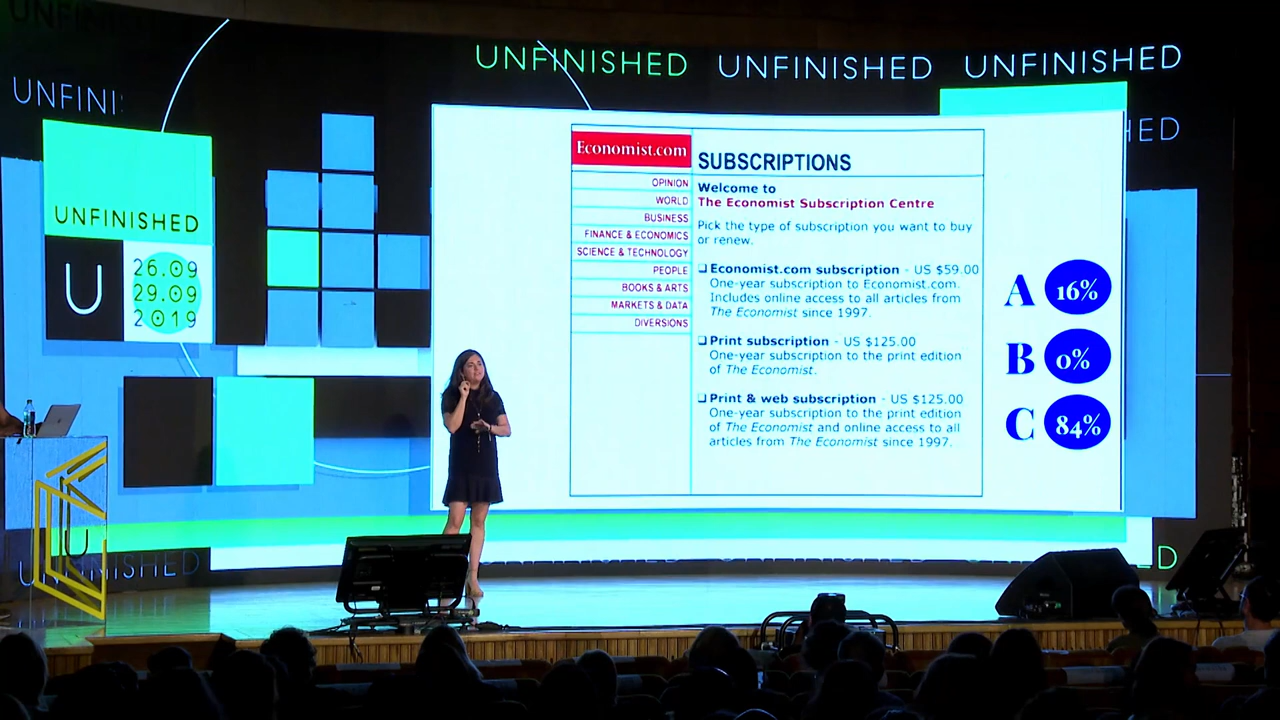 UNFINISHED
UNFINISHED
UNFINISHED
UNFINI
UNFINISHED
U
26.09
29.09
2019
Economist.com
OPINION
WORLD
BUSINESS
FINANCE & ECONOMICS
SCIENCE & TECHNOLOGY
PEOPLE
BOOKS & ARTS
MARKETS & DATA
DIVERSIONS
SUBSCRIPTIONS
Welcome to
The Economist Subscription Centre
Pick the type of subscription you want to buy
or renew.
❑ Economist.com subscription - US $59.00
One-year subscription to Economist.com.
Includes online access to all articles from
The Economist since 1997.
❑ Print subscription - US $125.00
One-year subscription to the print edition
of The Economist.
❑ Print & web subscription - US $125.00
One-year subscription to the print edition
of The Economist and online access to all
articles from The Economist since 1997.
A 16%
B 0%
C 84%
HED
U
UNFINISHED
D